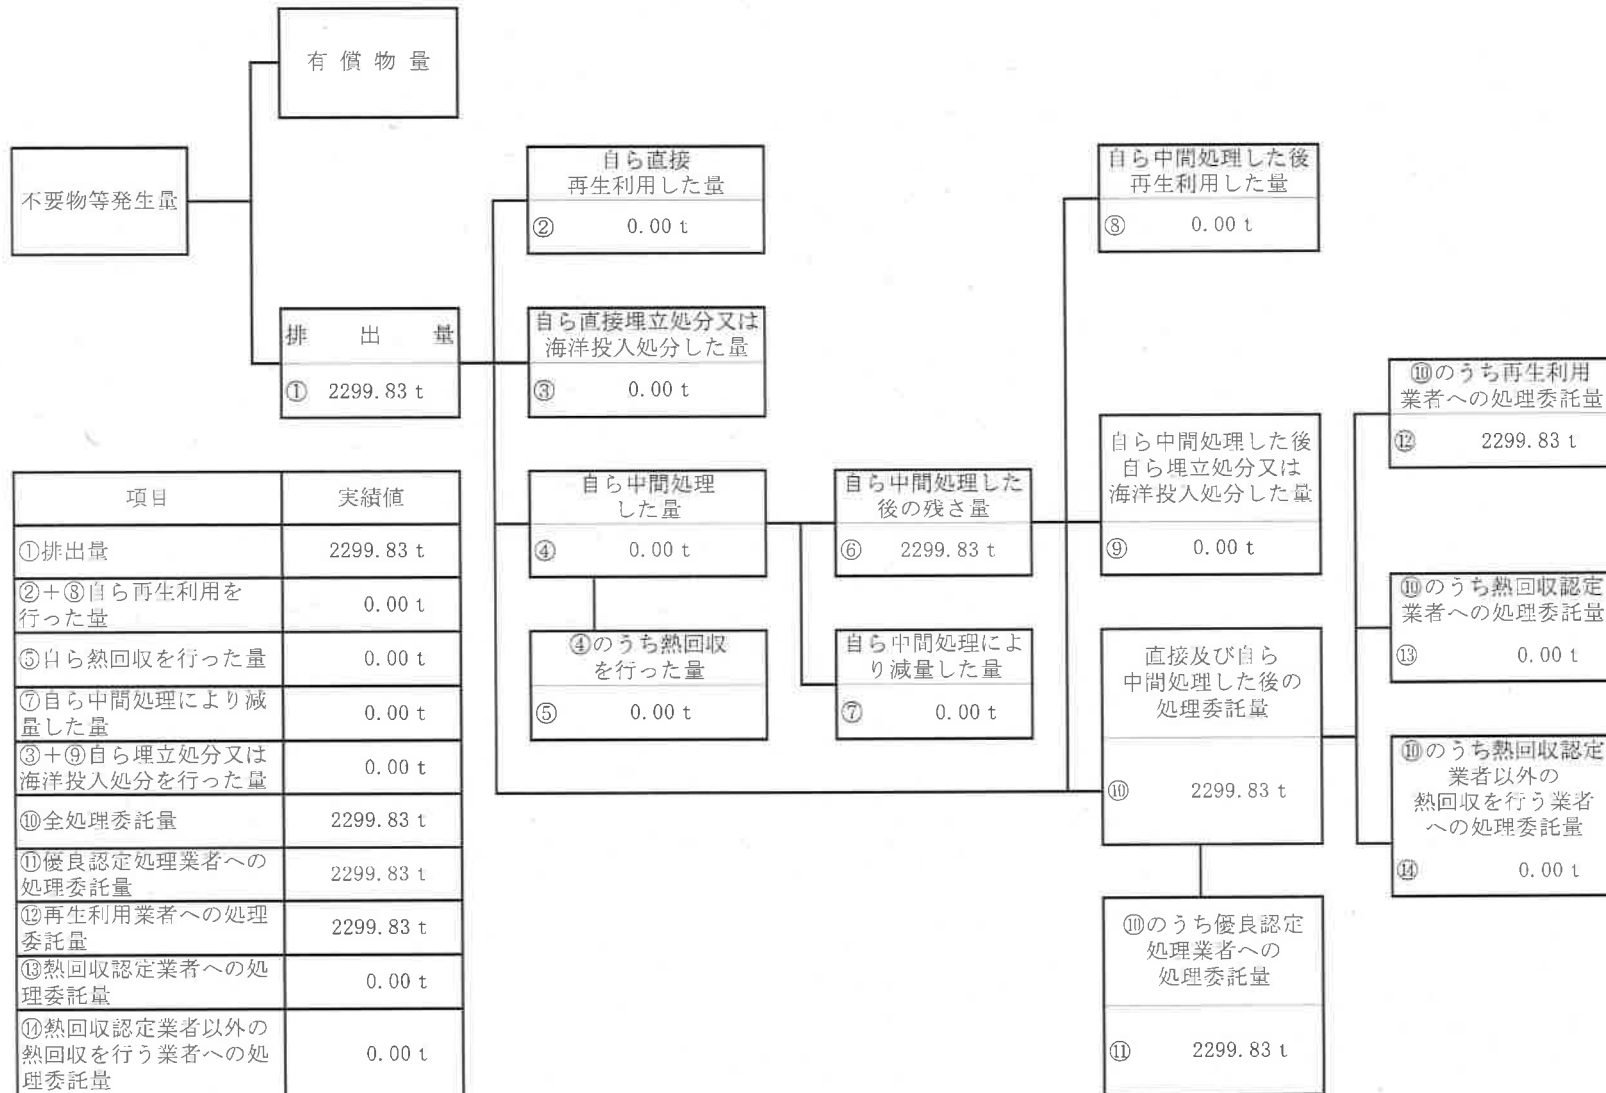 有償物量
不要物等発生量
排出量
① 2299.83 t
自ら直接
再生利用した量
② 0.00 t
自ら直接埋立処分又は
海洋投入処分した量
③ 0.00 t
自ら中間処理
した量
④ 0.00 t
④のうち熱回収
を行った量
⑤ 0.00 t
自ら中間処理した
後の残さ量
⑥ 2299.83 t
自ら中間処理によ
り減量した量
⑦ 0.00 t
自ら中間処理した後
再生利用した量
⑧ 0.00 t
自ら中間処理した後
自ら埋立処分又は
海洋投入処分した量
⑨ 0.00 t
直接及び自ら
中間処理した後の
処理委託量
⑩ 2299.83 t
⑩のうち優良認定
処理業者への
処理委託量
⑪ 2299.83 t
⑩のうち再生利用
業者への処理委託量
⑫ 2299.83 t
⑩のうち熱回収認定
業者への処理委託量
⑬ 0.00 t
⑩のうち熱回収認定
業者以外の
熱回収を行う業者
への処理委託量
⑭ 0.00 t
項目 実績値
①排出量 2299.83 t
②+⑧自ら再生利用を
行った量 0.00 t
⑤自ら熱回収を行った量 0.00 t
⑦自ら中間処理により減
量した量 0.00 t
③+⑨自ら埋立処分又は
海洋投入処分を行った量 0.00 t
⑩全処理委託量 2299.83 t
⑪優良認定処理業者への
処理委託量 2299.83 t
⑫再生利用業者への処理
委託量 2299.83 t
⑬熱回収認定業者への処
理委託量 0.00 t
⑭熱回収認定業者以外の
熱回収を行う業者への処
理委託量 0.00 t